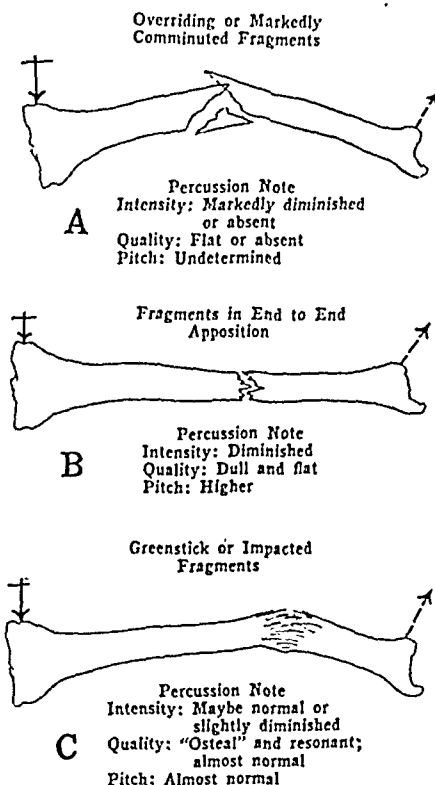 Overriding or Markedly
Comminuted Fragments
Percussion Note
Intensity: Markedly diminished
or absent
A
Quality: Flat or absent
Pitch: Undetermined
Fragments in End to End
Apposition
Percussion Note
Intensity: Diminished
B
Quality: Dull and flat
Pitch: Higher
Greenstick or Impacted
Fragments
Percussion Note
Intensity: Maybe normal or
slightly diminished
C
Quality: "Osteal" and resonant;
almost normal
Pitch: Almost normal